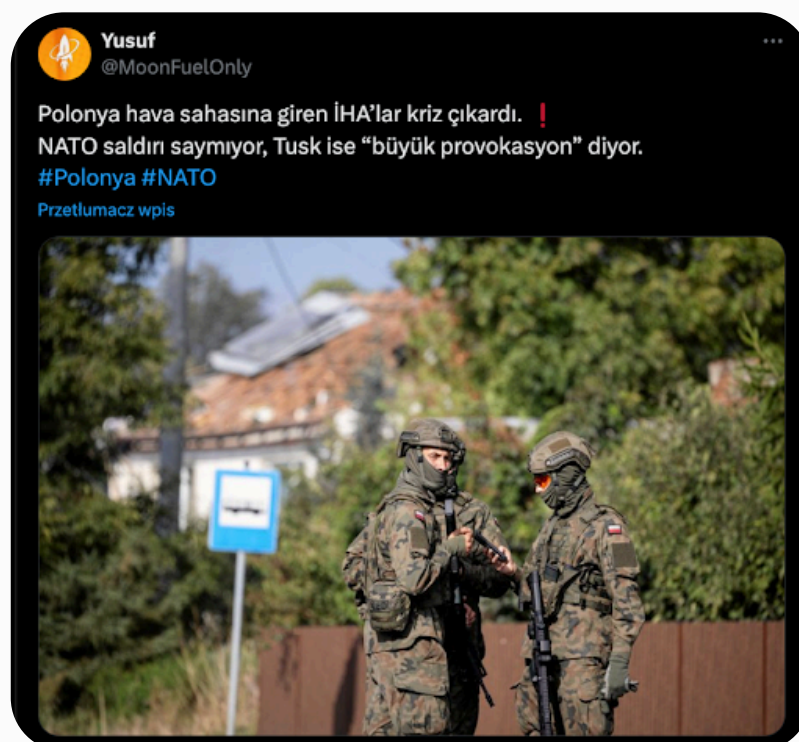 Yusuf
@MoonFuelOnly
Polonya hava sahasına giren İHA’lar kriz çıkardı. ❗
NATO saldırı saymıyor, Tusk ise “büyük provokasyon” diyor.
#Polonya #NATO
Przetłumacz wpis